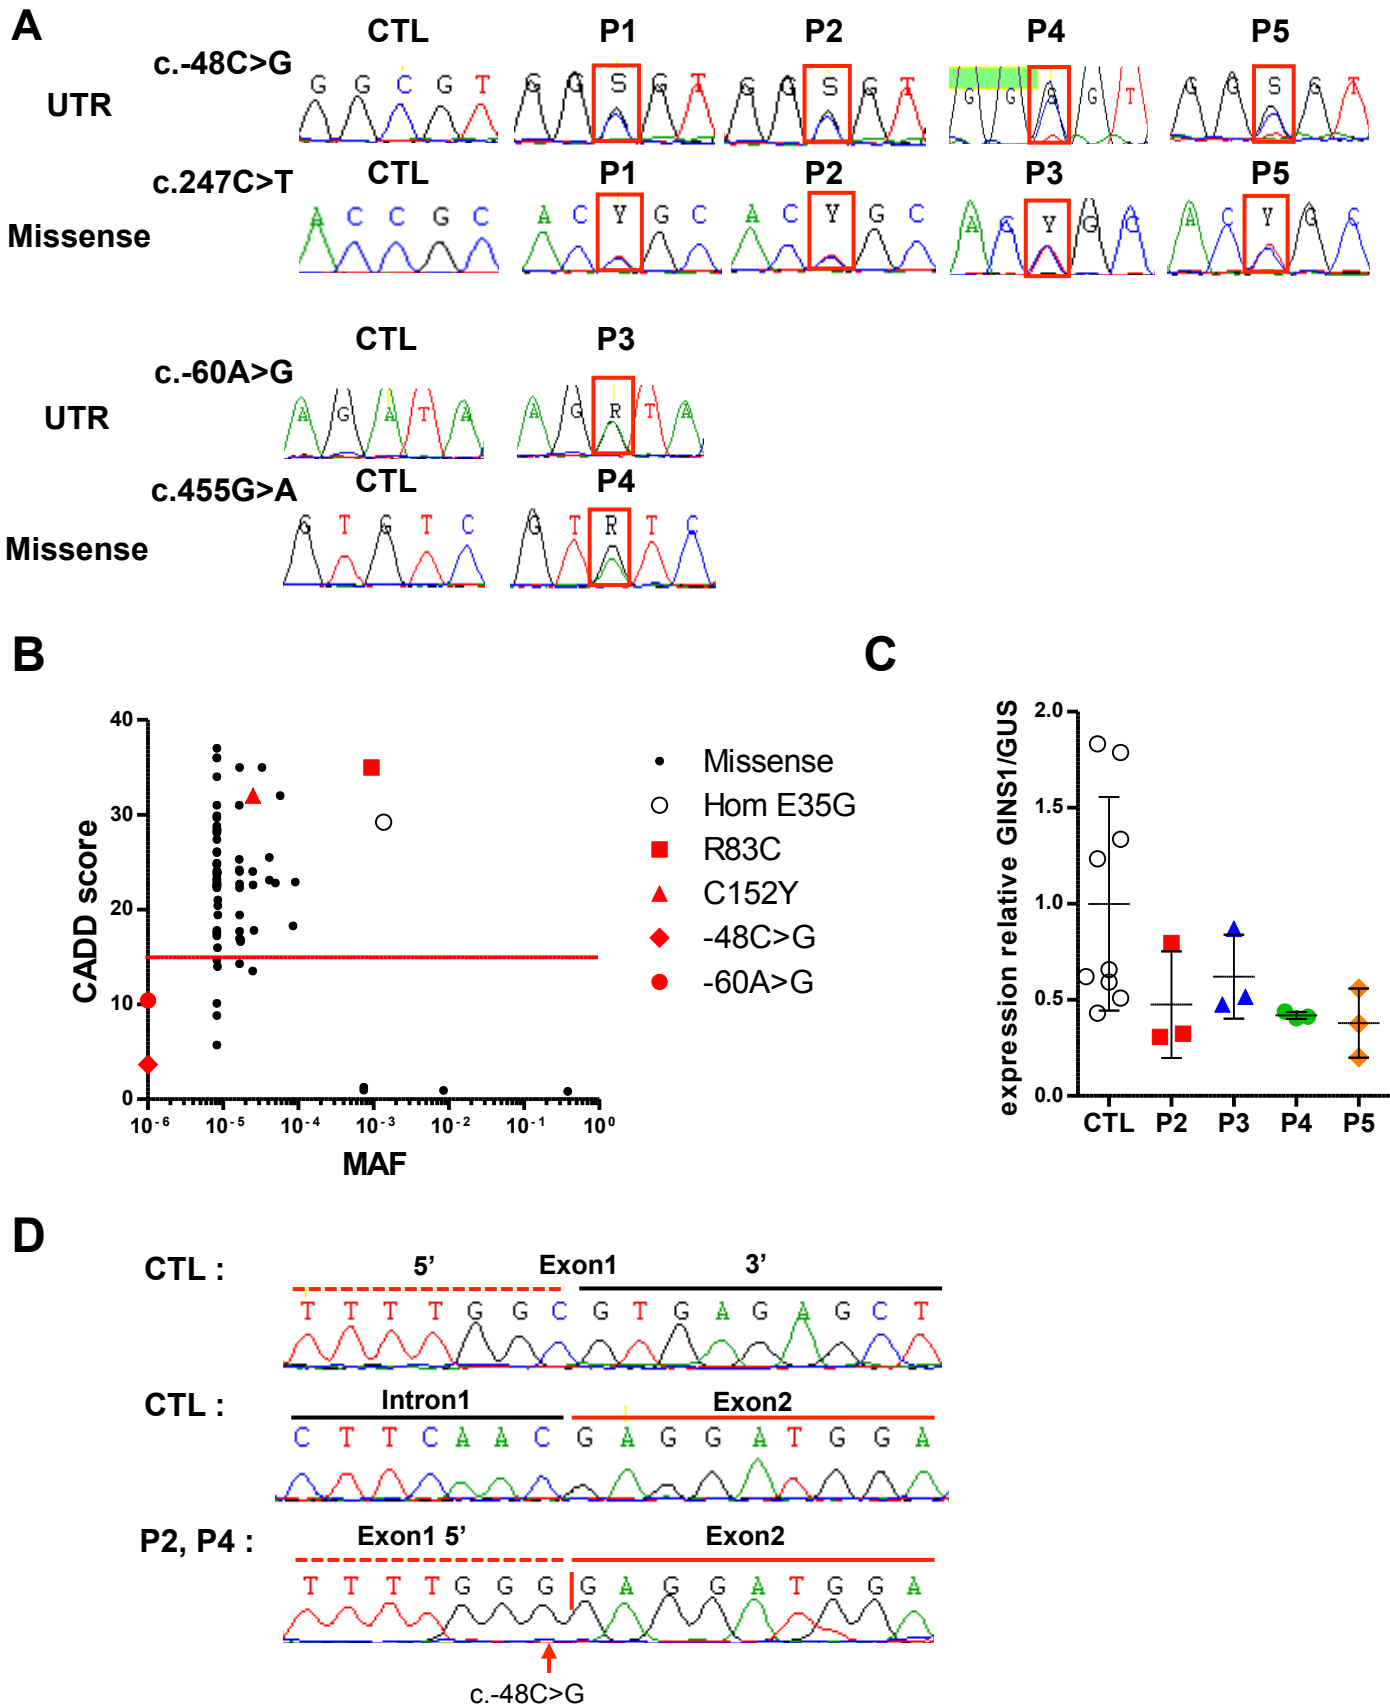 A
CTL P1 P2 P4 P5
c.-48C>G
UTR
G G C G T G G S G T G G S G T G G S G T G G S G T
c.247C>T
CTL P1 P2 P3 P5
Missense
A C C G C A C Y G C A C Y G C A C Y G C A C Y G C
CTL P3
c.-60A>G
UTR
A G A T A A G R T A
CTL P4
c.455G>A
Missense
G T G T C G T R T C
B
40
30
20
10
0
CADD score
10-6 10-5 10-4 10-3 10-2 10-1 100
MAF
Missense
Hom E35G
R83C
C152Y
-48C>G
-60A>G
C
expression relative GINS1/GUS
2.0
1.5
1.0
0.5
0.0
CTL P2 P3 P4 P5
D
CTL : 5’ Exon1 3’
T T T T G G C G T G A G A G C T
CTL : Intron1 Exon2
C T T C A A C G A G G A T G G A
P2, P4 : Exon1 5’ Exon2
T T T T G G G G A G G A T G G A
c.-48C>G